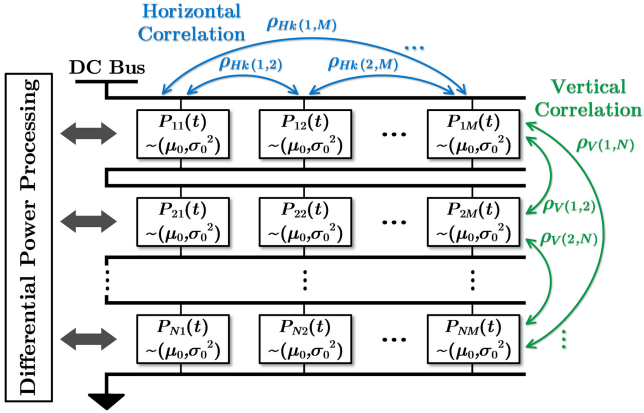 Horizontal
Correlation
ρHk(1,M)
...
DC Bus
ρHk(1,2)
ρHk(2,M)
Vertical
Correlation
Differential Power Processing
P11(t)
~(μ0,σ0²)
P12(t)
~(μ0,σ0²)
...
P1M(t)
~(μ0,σ0²)
ρV(1,N)
P21(t)
~(μ0,σ0²)
P22(t)
~(μ0,σ0²)
...
P2M(t)
~(μ0,σ0²)
ρV(1,2)
ρV(2,N)
PN1(t)
~(μ0,σ0²)
PN2(t)
~(μ0,σ0²)
...
PNM(t)
~(μ0,σ0²)